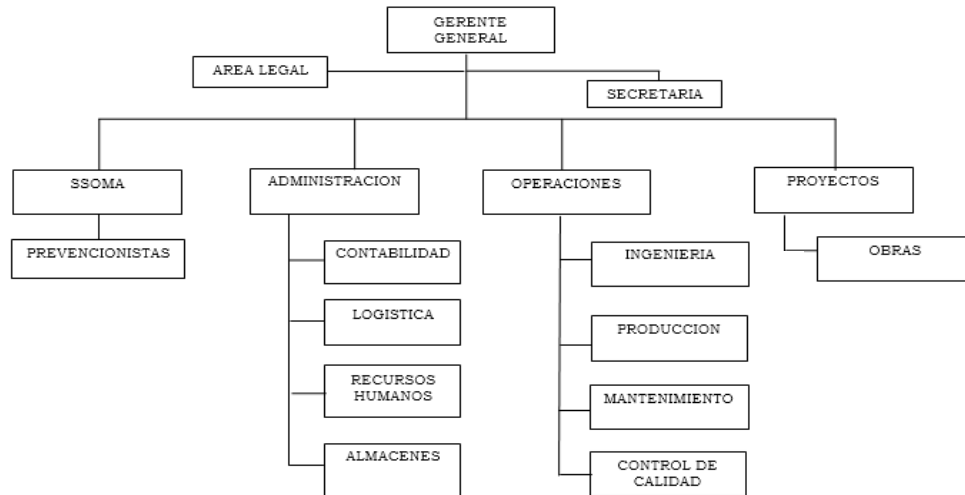 GERENTE
GENERAL
AREA LEGAL
SECRETARIA
SSOMA
ADMINISTRACION
OPERACIONES
PROYECTOS
PREVENCIONISTAS
CONTABILIDAD
INGENIERIA
OBRAS
LOGISTICA
PRODUCCION
RECURSOS
HUMANOS
MANTENIMIENTO
ALMACENES
CONTROL DE
CALIDAD